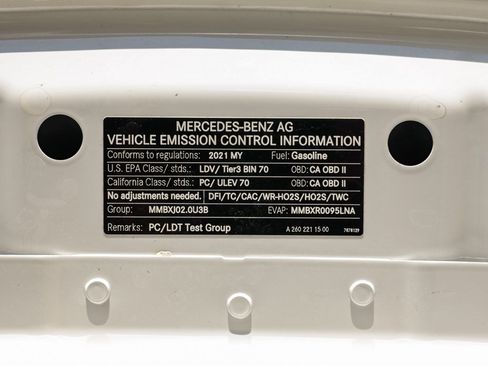 MERCEDES-BENZ AG
VEHICLE EMISSION CONTROL INFORMATION
Conforms to regulations: 2021 MY Fuel: Gasoline
U.S. EPA Class/ stds.: LDV/ Tier3 BIN 70 OBD: CA OBD II
California Class/ stds.: PC/ ULEV 70 OBD: CA OBD II
No adjustments needed. DFI/TC/CAC/WR-HO2S/HO2S/TWC
Group: MMBXJ02.0U3B EVAP: MMBXR0095LNA
Remarks: PC/LDT Test Group A 260 221 15 00 7878129